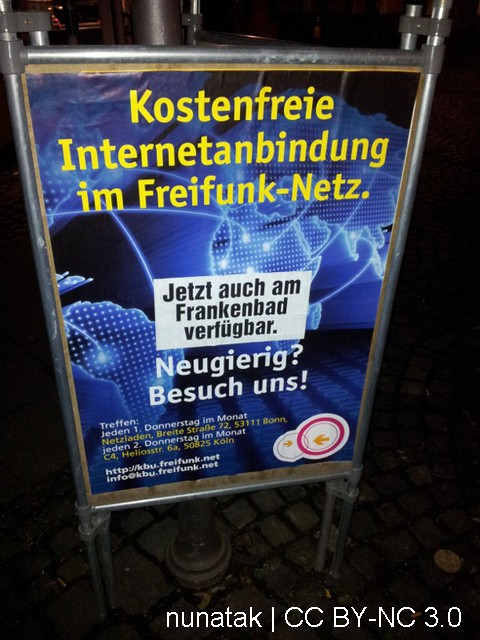 Kostenfreie
Internetanbindung
im Freifunk-Netz.
Jetzt auch am
Frankenbad
verfügbar.
Neugierig?
Besuch uns!
Treffen:
Jeden 1. Donnerstag im Monat
Netzladen, Breite Straße 72, 53111 Bonn,
jeden 2. Donnerstag im Monat
C4, Heliosstr. 6a, 50825 Köln
http://kbu.freifunk.net
info@kbu.freifunk.net
nunatak | CC BY-NC 3.0